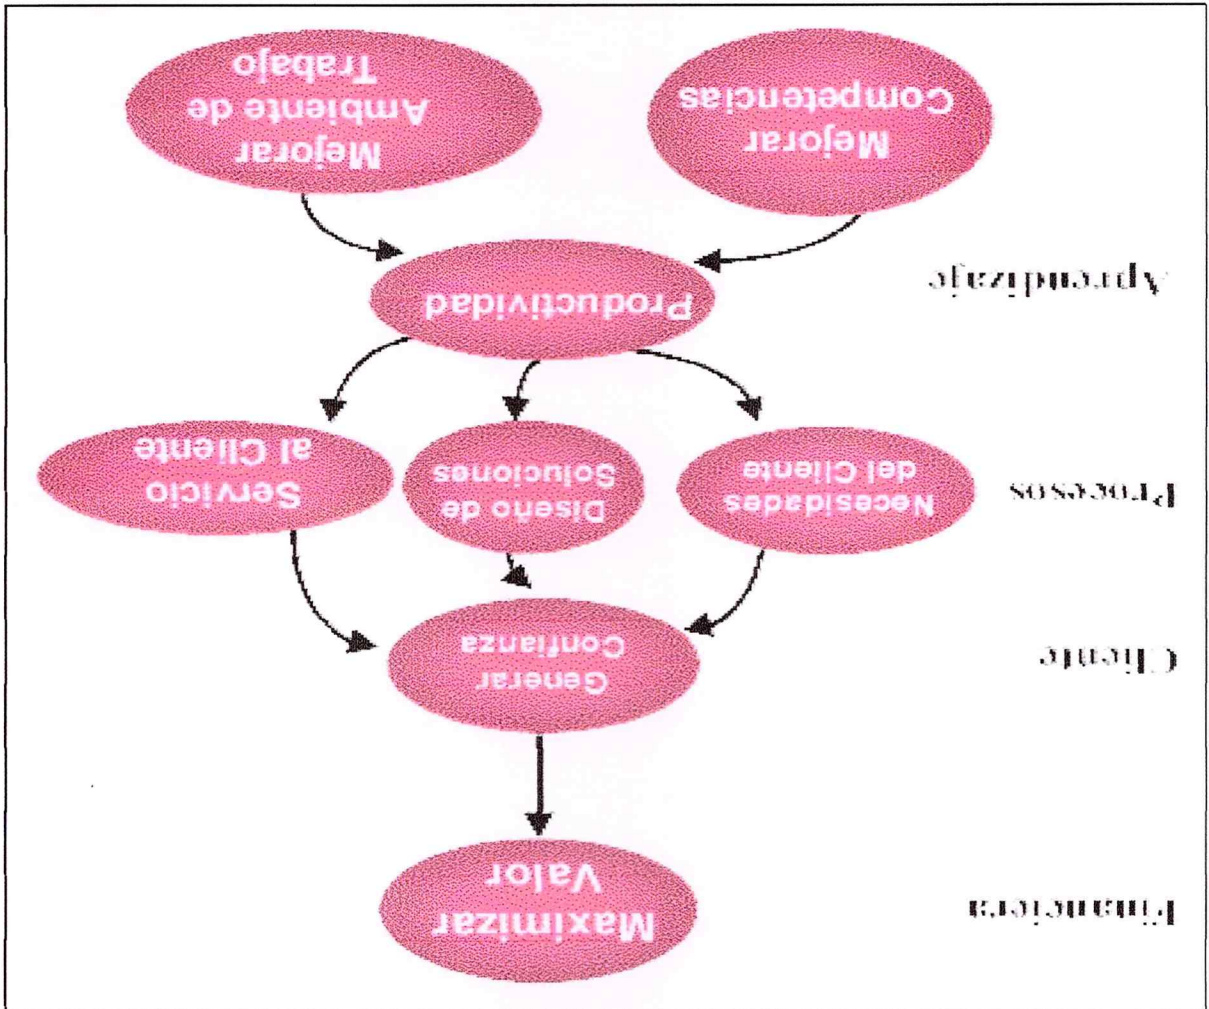 Financiera
Maximizar
Valor
Cliente
Generar
Confianza
Procesos
Necesidades
del Cliente
Diseño de
Soluciones
Servicio
al Cliente
Aprendizaje
Productividad
Mejorar
Competencias
Mejorar
Ambiente de
Trabajo